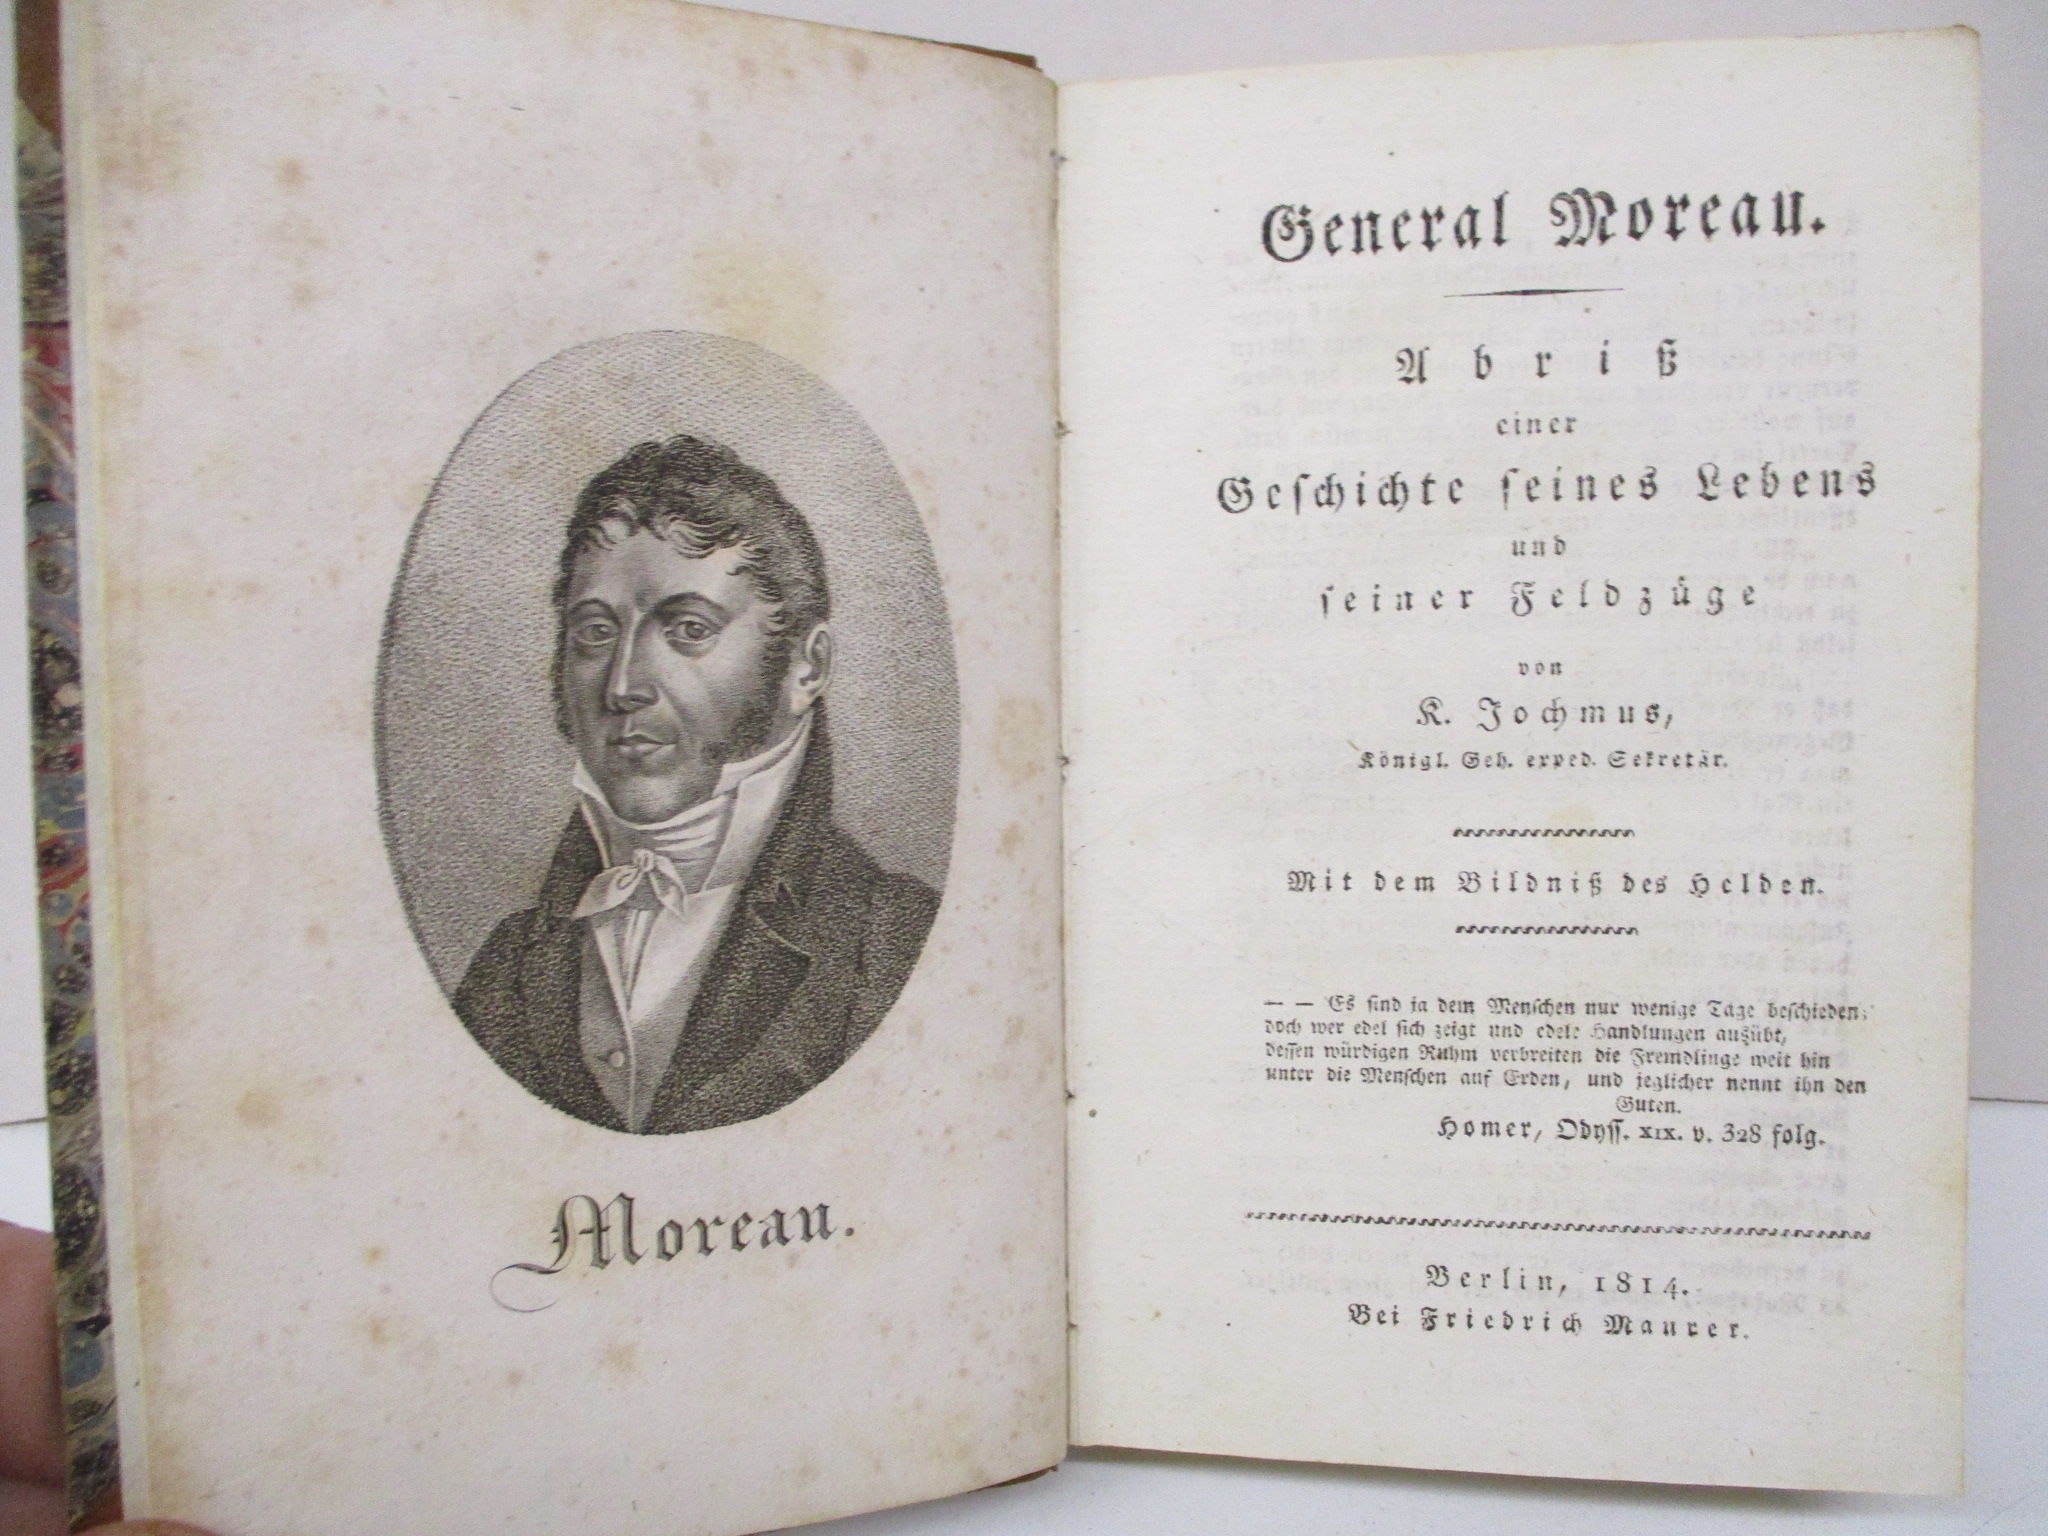 Moreau.
General Moreau.
Abriß
einer
Geschichte seines Lebens
und
seiner Feldzüge
von
K. Jochmus,
Königl. Geh. exped. Sekretär.
Mit dem Bildniß des Helden.
— — Es sind ja dem Menschen nur wenige Tage beschieden;
doch wer edel sich zeigt und edele Handlungen ausübt,
dessen würdigen Ruhm verbreiten die Fremdlinge weit hin
unter die Menschen auf Erden, und jeglicher nennt ihn den
Guten.
Homer, Odyss. XIX. v. 328 folg.
Berlin, 1814.
Bei Friedrich Maurer.